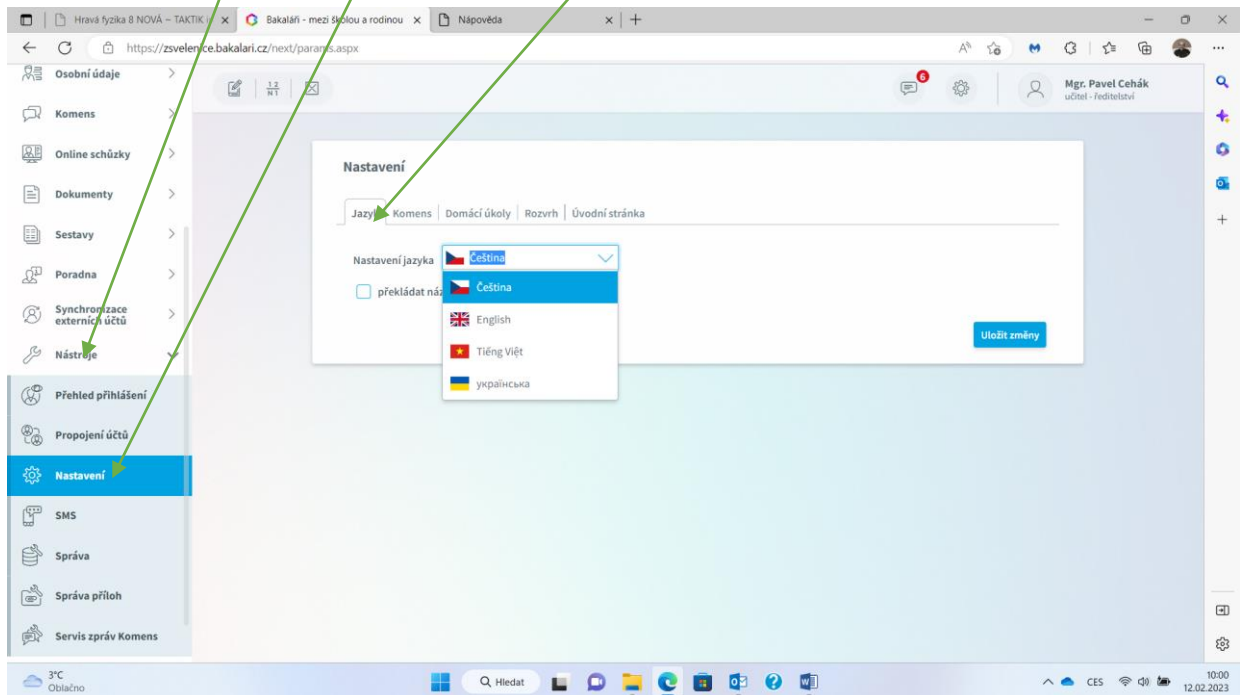 Hravá fyzika 8 NOVÁ – TAKTIK
Bakaláři - mezi školou a rodinou
Nápověda
https://zsvelenice.bakalari.cz/next/params.aspx
Osobní údaje
Komens
Online schůzky
Dokumenty
Sestavy
Poradna
Synchronizace
externích účtů
Nástroje
Přehled přihlášení
Propojení účtů
Nastavení
SMS
Správa
Správa příloh
Servis zpráv Komens
6
Mgr. Pavel Cehák
učitel - ředitelství
Nastavení
Jazyk
Komens
Domácí úkoly
Rozvrh
Úvodní stránka
Nastavení jazyka
Čeština
překládat
Čeština
English
Tiếng Việt
українська
Uložit změny
3°C
Oblačno
Hledat
CES
10:00
12.02.2023